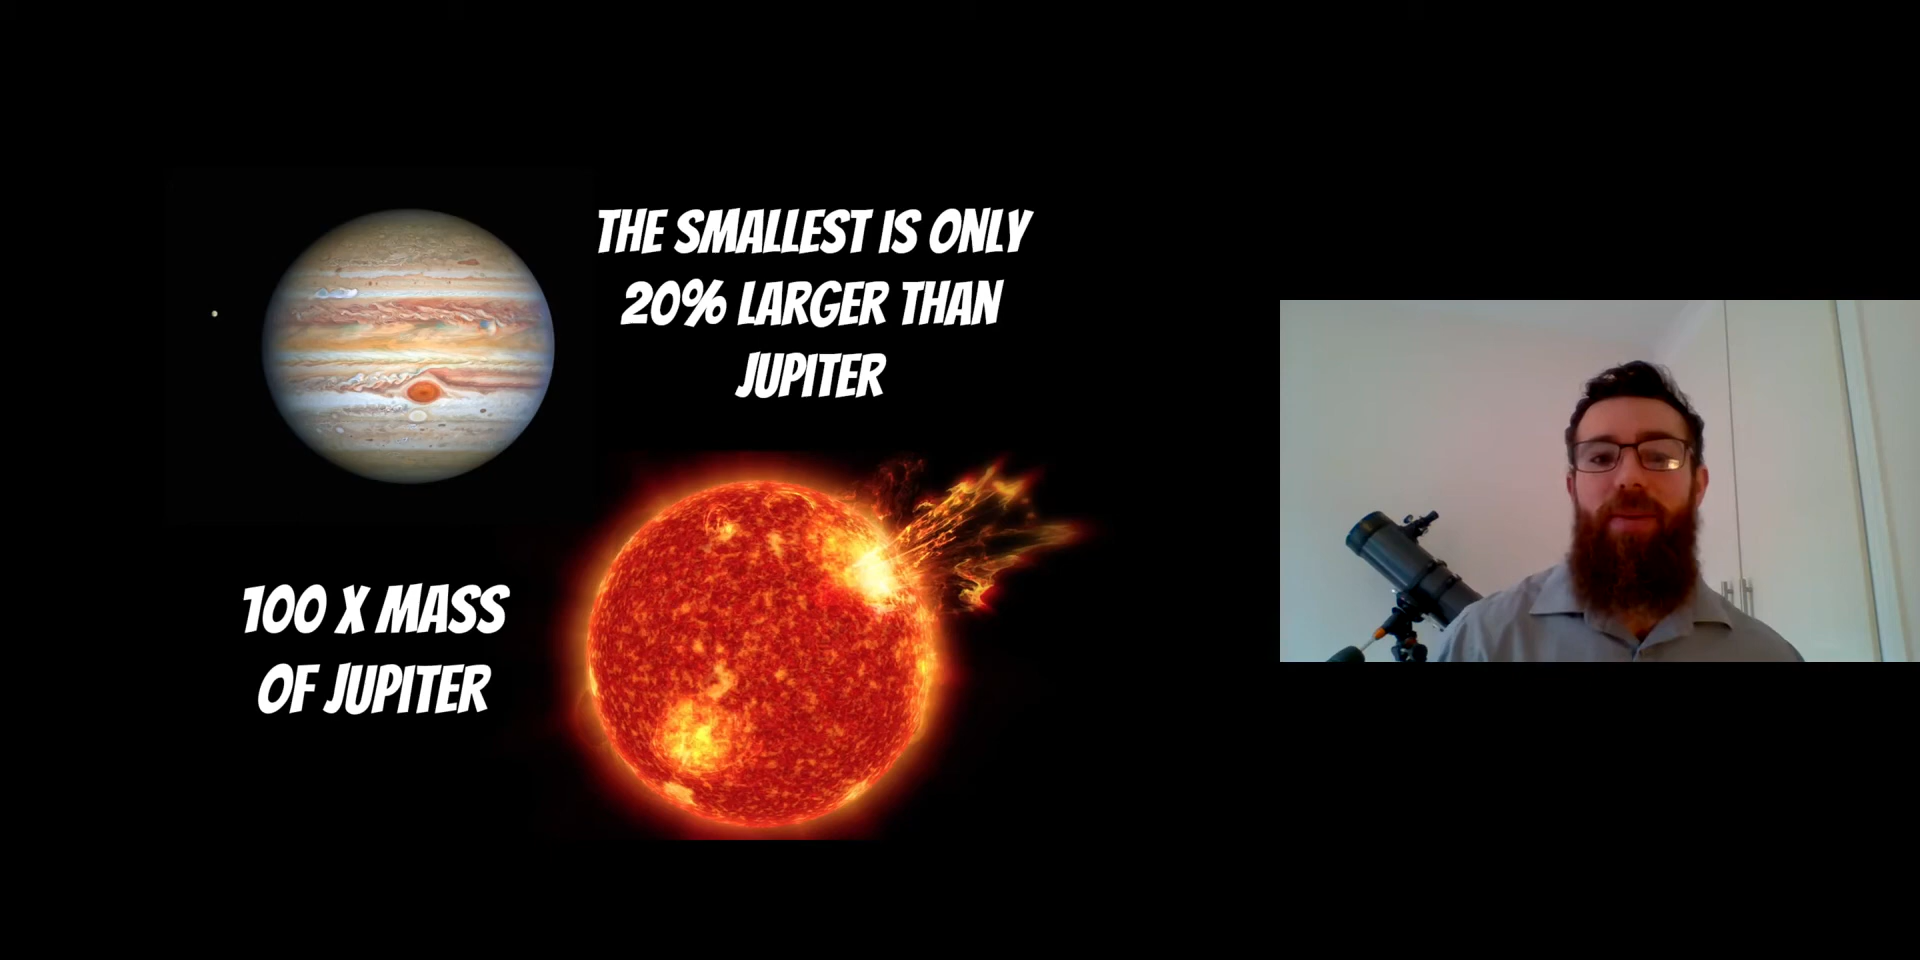 THE SMALLEST IS ONLY
20% LARGER THAN
JUPITER
100 X MASS
OF JUPITER